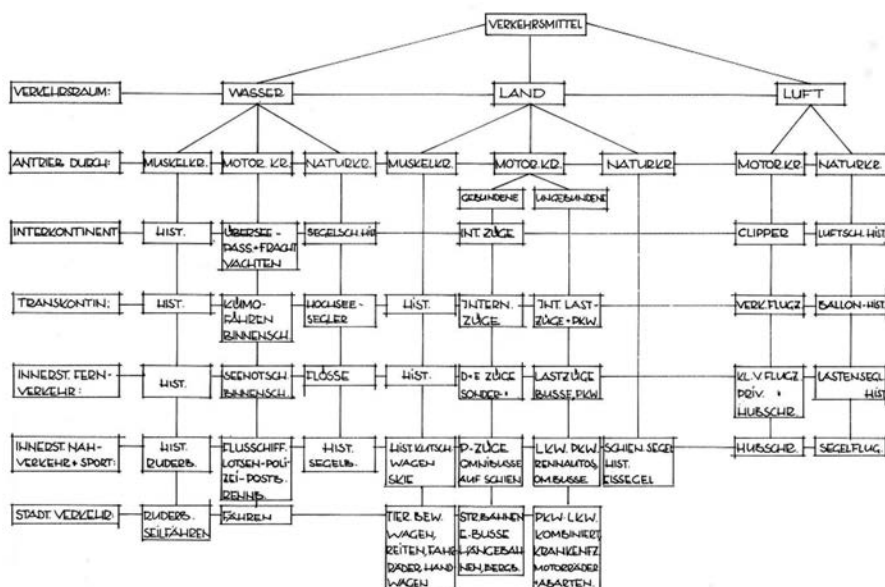 VERKEHRSMITTEL
VERKEHRSRAUM: WASSER LAND LUFT
ANTRIEB DURCH: MUSKELKR. MOTOR. KR. NATURKR. MUSKELKR. MOTOR. KR. NATURKR. MOTOR.KR. NATURKR.
GEBUNDENE UNGEBUNDENE
INTERKONTINENT HIST. ÜBERSEE- SEGELSCH. INT. ZÜGE CLIPPER LUFTSCH. HIST.
PASS+FRACHT
YACHTEN
TRANSKONTIN: HIST. KÜMO- HOCHSEE- HIST. INTERN. INT. LAST- VERK.FLUGZ. BALLON-HIST.
FÄHREN SEGLER ZÜGE ZÜGE+PKW.
BINNENSCH.
INNERST. FERN- HIST. SEENOTSCH. FLÖSSE HIST. D+E ZÜGE LASTZÜGE KL. V. FLUGZ. LASTENSEGL.
VERKEHR: BINNENSCH. SONDER- BUSSE, PKW. PRIV. HIST.
HUBSCHR.
INNERST. NAH- HIST. FLUSSCHIFF. HIST. HIST. KUTSCH P-ZÜGE LKW. PKW. SCHIEN. SEGEL HUBSCHR. SEGELFLUG.
VERKEHR + SPORT: RUDERB. LOTSEN-POLI- SEGELB. WAGEN OMNIBUSSE RENNAUTOS, HIST.
ZEI-POSTB. SKIE AUF SCHIEN OMBUSSE EISSEGEL
RENNB.
STADT. VERKEHR: RUDERB. FÄHREN TIER. BEW. STR.BAHNEN PKW. LKW.
SEILFÄHREN WAGEN, E-BUSSE KOMBINIERT,
REITEN, FAHR HÄNGEBAH- KRANKENFZ.
RÄDER, HAND- NEN, BERGB. MOTORRÄDER
WAGEN +ABARTEN.